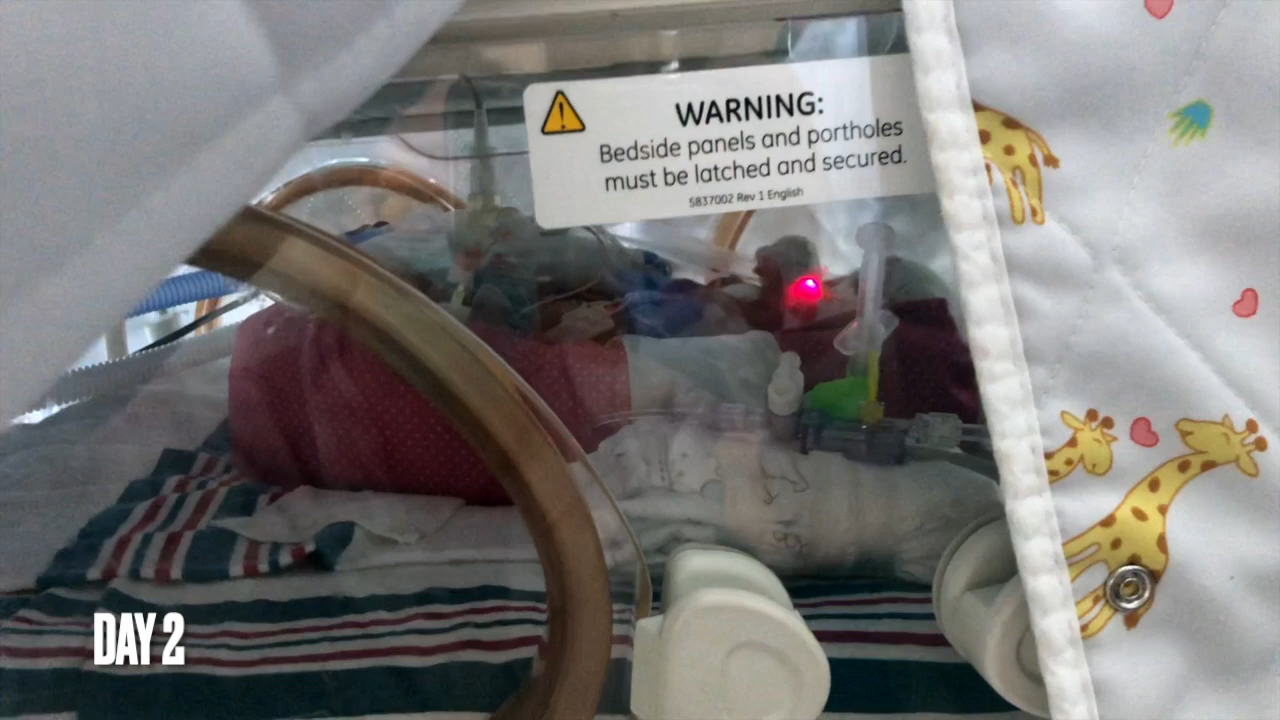 WARNING:
Bedside panels and portholes
must be latched and secured.
5837002 Rev 1 English
DAY 2